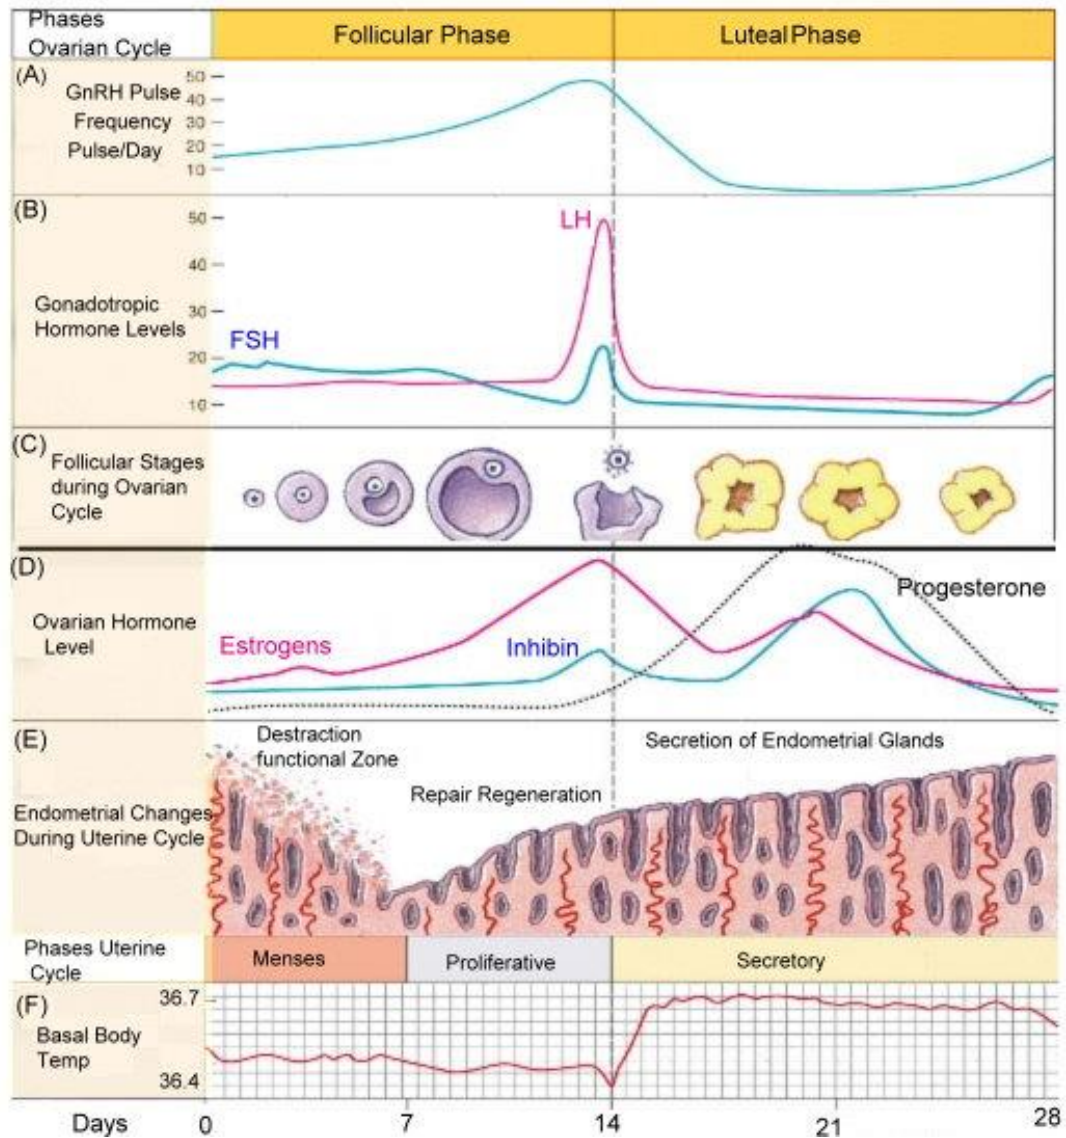 Phases
Ovarian Cycle
Follicular Phase
Luteal Phase
(A)
GnRH Pulse
Frequency
Pulse/Day
50
40
30
20
10
(B)
Gonadotropic
Hormone Levels
50
40
30
20
10
LH
FSH
(C)
Follicular Stages
during Ovarian
Cycle
(D)
Ovarian Hormone
Level
Estrogens
Inhibin
Progesterone
(E)
Endometrial Changes
During Uterine Cycle
Destraction
functional Zone
Repair Regeneration
Secretion of Endometrial Glands
Phases Uterine
Cycle
Menses
Proliferative
Secretory
(F)
Basal Body
Temp
36.7
36.4
Days
0
7
14
21
28